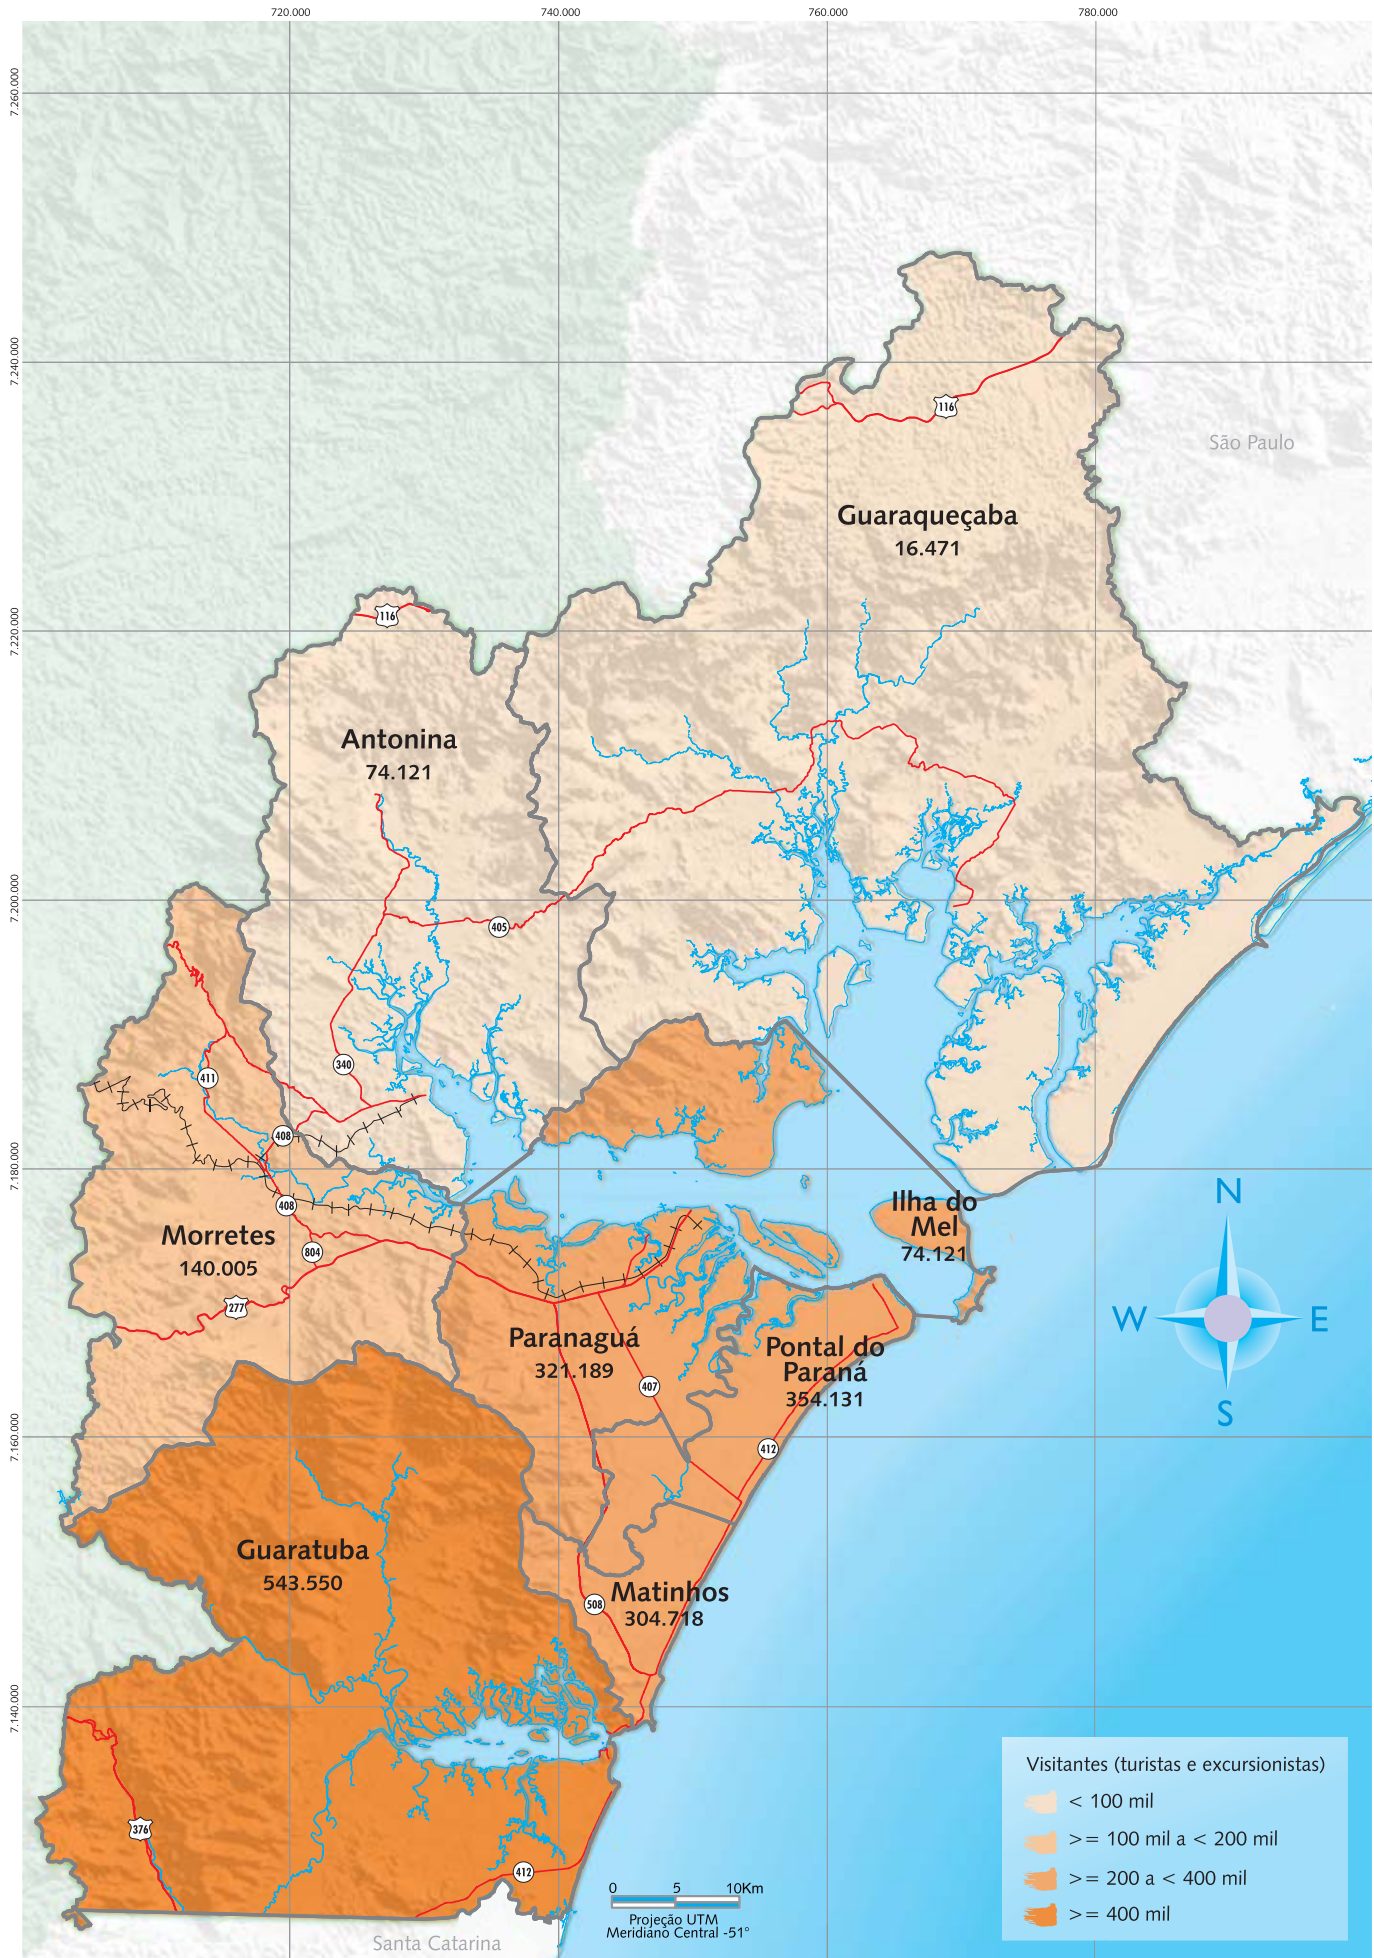 720.000
740.000
760.000
780.000
7.260.000
7.240.000
116
São Paulo
Guaraqueçaba
16.471
7.220.000
116
Antonina
74.121
7.200.000
405
340
411
408
7.180.000
408
Ilha do
Mel
74.121
N
W
E
S
Morretes
140.005
804
277
Paranaguá
321.189
Pontal do
Paraná
354.131
407
7.160.000
412
Guaratuba
543.550
Matinhos
304.718
508
7.140.000
376
412
Visitantes (turistas e excursionistas)
< 100 mil
>= 100 mil a < 200 mil
>= 200 a < 400 mil
>= 400 mil
0 5 10Km
Projeção UTM
Meridiano Central -51°
Santa Catarina